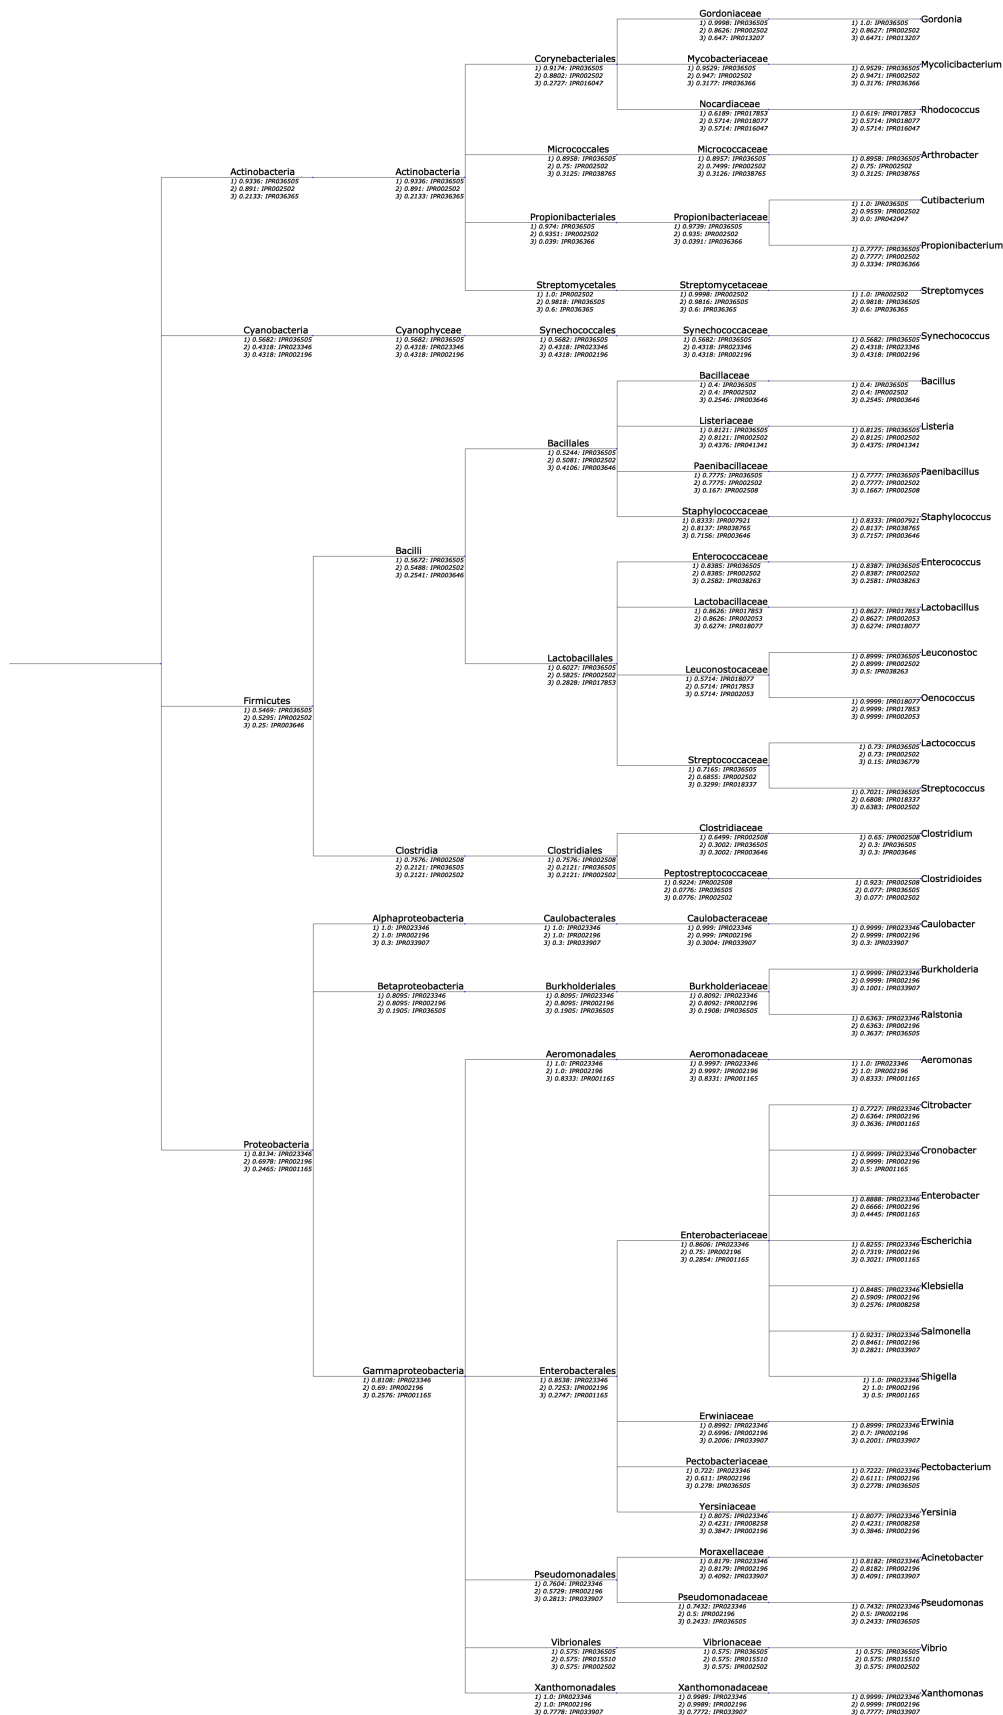 Gordoniaceae
1) 0.9998: IPR036505
2) 0.8626: IPR002502
3) 0.647: IPR013207
1) 1.0: IPR036505
2) 0.8627: IPR002502
3) 0.6471: IPR013207
Gordonia
Corynebacteriales
1) 0.9174: IPR036505
2) 0.8802: IPR002502
3) 0.2727: IPR016047
Mycobacteriaceae
1) 0.9529: IPR036505
2) 0.947: IPR002502
3) 0.3177: IPR036366
1) 0.9529: IPR036505
2) 0.9471: IPR002502
3) 0.3176: IPR036366
Mycolicibacterium
Nocardiaceae
1) 0.6189: IPR017853
2) 0.5714: IPR018077
3) 0.5714: IPR016047
1) 0.619: IPR017853
2) 0.5714: IPR018077
3) 0.5714: IPR016047
Rhodococcus
Micrococcales
1) 0.8958: IPR036505
2) 0.75: IPR002502
3) 0.3125: IPR038765
Micrococcaceae
1) 0.8957: IPR036505
2) 0.7499: IPR002502
3) 0.3126: IPR038765
1) 0.8958: IPR036505
2) 0.75: IPR002502
3) 0.3125: IPR038765
Arthrobacter
Actinobacteria
1) 0.9336: IPR036505
2) 0.891: IPR002502
3) 0.2133: IPR036365
Actinobacteria
1) 0.9336: IPR036505
2) 0.891: IPR002502
3) 0.2133: IPR036365
1) 1.0: IPR036505
2) 0.9559: IPR002502
3) 0.0: IPR042047
Cutibacterium
Propionibacteriales
1) 0.974: IPR036505
2) 0.9351: IPR002502
3) 0.039: IPR036366
Propionibacteriaceae
1) 0.9739: IPR036505
2) 0.935: IPR002502
3) 0.0391: IPR036366
1) 0.7777: IPR036505
2) 0.7777: IPR002502
3) 0.3334: IPR036366
Propionibacterium
Streptomycetales
1) 1.0: IPR002502
2) 0.9818: IPR036505
3) 0.6: IPR036365
Streptomycetaceae
1) 0.9998: IPR002502
2) 0.9816: IPR036505
3) 0.6: IPR036365
1) 1.0: IPR002502
2) 0.9818: IPR036505
3) 0.6: IPR036365
Streptomyces
Cyanobacteria
1) 0.5682: IPR036505
2) 0.4318: IPR023346
3) 0.4318: IPR002196
Cyanophyceae
1) 0.5682: IPR036505
2) 0.4318: IPR023346
3) 0.4318: IPR002196
Synechococcales
1) 0.5682: IPR036505
2) 0.4318: IPR023346
3) 0.4318: IPR002196
Synechococcaceae
1) 0.5682: IPR036505
2) 0.4318: IPR023346
3) 0.4318: IPR002196
1) 0.5682: IPR036505
2) 0.4318: IPR023346
3) 0.4318: IPR002196
Synechococcus
Bacillaceae
1) 0.4: IPR036505
2) 0.4: IPR002502
3) 0.2546: IPR003646
1) 0.4: IPR036505
2) 0.4: IPR002502
3) 0.2545: IPR003646
Bacillus
Listeriaceae
1) 0.8121: IPR036505
2) 0.8121: IPR002502
3) 0.4376: IPR041341
1) 0.8125: IPR036505
2) 0.8125: IPR002502
3) 0.4375: IPR041341
Listeria
Bacillales
1) 0.5244: IPR036505
2) 0.5081: IPR002502
3) 0.4106: IPR003646
Paenibacillaceae
1) 0.7775: IPR036505
2) 0.7775: IPR002502
3) 0.167: IPR002508
1) 0.7777: IPR036505
2) 0.7777: IPR002502
3) 0.1667: IPR002508
Paenibacillus
Staphylococcaceae
1) 0.8333: IPR007921
2) 0.8137: IPR038765
3) 0.7156: IPR003646
1) 0.8333: IPR007921
2) 0.8137: IPR038765
3) 0.7157: IPR003646
Staphylococcus
Bacilli
1) 0.5672: IPR036505
2) 0.5488: IPR002502
3) 0.2541: IPR003646
Enterococcaceae
1) 0.8385: IPR036505
2) 0.8385: IPR002502
3) 0.2582: IPR038263
1) 0.8387: IPR036505
2) 0.8387: IPR002502
3) 0.2581: IPR038263
Enterococcus
Lactobacillaceae
1) 0.8626: IPR017853
2) 0.8626: IPR002053
3) 0.6274: IPR018077
1) 0.8627: IPR017853
2) 0.8627: IPR002053
3) 0.6274: IPR018077
Lactobacillus
Lactobacillales
1) 0.6027: IPR036505
2) 0.5825: IPR002502
3) 0.2828: IPR017853
Leuconostocaceae
1) 0.5714: IPR018077
2) 0.5714: IPR017853
3) 0.5714: IPR002053
1) 0.8999: IPR036505
2) 0.8999: IPR002502
3) 0.5: IPR038263
Leuconostoc
1) 0.9999: IPR018077
2) 0.9999: IPR017853
3) 0.9999: IPR002053
Oenococcus
Firmicutes
1) 0.5469: IPR036505
2) 0.5295: IPR002502
3) 0.25: IPR003646
Streptococcaceae
1) 0.7165: IPR036505
2) 0.6855: IPR002502
3) 0.3299: IPR018337
1) 0.73: IPR036505
2) 0.73: IPR002502
3) 0.15: IPR036779
Lactococcus
1) 0.7021: IPR036505
2) 0.6808: IPR018337
3) 0.6383: IPR002502
Streptococcus
Clostridia
1) 0.7576: IPR002508
2) 0.2121: IPR036505
3) 0.2121: IPR002502
Clostridiales
1) 0.7576: IPR002508
2) 0.2121: IPR036505
3) 0.2121: IPR002502
Clostridiaceae
1) 0.6499: IPR002508
2) 0.3002: IPR036505
3) 0.3002: IPR003646
1) 0.65: IPR002508
2) 0.3: IPR036505
3) 0.3: IPR003646
Clostridium
Peptostreptococcaceae
1) 0.9224: IPR002508
2) 0.0776: IPR036505
3) 0.0776: IPR002502
1) 0.923: IPR002508
2) 0.077: IPR036505
3) 0.077: IPR002502
Clostridioides
Alphaproteobacteria
1) 1.0: IPR023346
2) 1.0: IPR002196
3) 0.3: IPR033907
Caulobacterales
1) 1.0: IPR023346
2) 1.0: IPR002196
3) 0.3: IPR033907
Caulobacteraceae
1) 0.999: IPR023346
2) 0.999: IPR002196
3) 0.3004: IPR033907
1) 0.9999: IPR023346
2) 0.9999: IPR002196
3) 0.3: IPR033907
Caulobacter
Betaproteobacteria
1) 0.8095: IPR023346
2) 0.8095: IPR002196
3) 0.1905: IPR036505
Burkholderiales
1) 0.8095: IPR023346
2) 0.8095: IPR002196
3) 0.1905: IPR036505
Burkholderiaceae
1) 0.8092: IPR023346
2) 0.8092: IPR002196
3) 0.1908: IPR036505
1) 0.9999: IPR023346
2) 0.9999: IPR002196
3) 0.1001: IPR033907
Burkholderia
1) 0.6363: IPR023346
2) 0.6363: IPR002196
3) 0.3637: IPR036505
Ralstonia
Aeromonadales
1) 1.0: IPR023346
2) 1.0: IPR002196
3) 0.8333: IPR001165
Aeromonadaceae
1) 0.9997: IPR023346
2) 0.9997: IPR002196
3) 0.8331: IPR001165
1) 1.0: IPR023346
2) 1.0: IPR002196
3) 0.8333: IPR001165
Aeromonas
Proteobacteria
1) 0.8134: IPR023346
2) 0.6978: IPR002196
3) 0.2465: IPR001165
1) 0.7727: IPR023346
2) 0.6364: IPR002196
3) 0.3636: IPR001165
Citrobacter
1) 0.9999: IPR023346
2) 0.9999: IPR002196
3) 0.5: IPR001165
Cronobacter
1) 0.8888: IPR023346
2) 0.6666: IPR002196
3) 0.4445: IPR001165
Enterobacter
Enterobacteriaceae
1) 0.8606: IPR023346
2) 0.75: IPR002196
3) 0.2854: IPR001165
1) 0.8255: IPR023346
2) 0.7319: IPR002196
3) 0.3021: IPR001165
Escherichia
1) 0.8485: IPR023346
2) 0.5909: IPR002196
3) 0.2576: IPR008258
Klebsiella
1) 0.9231: IPR023346
2) 0.8461: IPR002196
3) 0.2821: IPR033907
Salmonella
Gammaproteobacteria
1) 0.8108: IPR023346
2) 0.69: IPR002196
3) 0.2576: IPR001165
Enterobacterales
1) 0.8538: IPR023346
2) 0.7253: IPR002196
3) 0.2747: IPR001165
1) 1.0: IPR023346
2) 1.0: IPR002196
3) 0.5: IPR001165
Shigella
Erwiniaceae
1) 0.8992: IPR023346
2) 0.6996: IPR002196
3) 0.2006: IPR033907
1) 0.8999: IPR023346
2) 0.7: IPR002196
3) 0.2001: IPR033907
Erwinia
Pectobacteriaceae
1) 0.722: IPR023346
2) 0.611: IPR002196
3) 0.278: IPR036505
1) 0.7222: IPR023346
2) 0.6111: IPR002196
3) 0.2778: IPR036505
Pectobacterium
Yersiniaceae
1) 0.8075: IPR023346
2) 0.4231: IPR008258
3) 0.3847: IPR002196
1) 0.8077: IPR023346
2) 0.4231: IPR008258
3) 0.3846: IPR002196
Yersinia
Pseudomonadales
1) 0.7604: IPR023346
2) 0.5729: IPR002196
3) 0.2813: IPR033907
Moraxellaceae
1) 0.8179: IPR023346
2) 0.8179: IPR002196
3) 0.4092: IPR033907
1) 0.8182: IPR023346
2) 0.8182: IPR002196
3) 0.4091: IPR033907
Acinetobacter
Pseudomonadaceae
1) 0.7432: IPR023346
2) 0.5: IPR002196
3) 0.2433: IPR036505
1) 0.7432: IPR023346
2) 0.5: IPR002196
3) 0.2433: IPR036505
Pseudomonas
Vibrionales
1) 0.575: IPR036505
2) 0.575: IPR015510
3) 0.575: IPR002502
Vibrionaceae
1) 0.575: IPR036505
2) 0.575: IPR015510
3) 0.575: IPR002502
1) 0.575: IPR036505
2) 0.575: IPR015510
3) 0.575: IPR002502
Vibrio
Xanthomonadales
1) 1.0: IPR023346
2) 1.0: IPR002196
3) 0.7778: IPR033907
Xanthomonadaceae
1) 0.9989: IPR023346
2) 0.9989: IPR002196
3) 0.7772: IPR033907
1) 0.9999: IPR023346
2) 0.9999: IPR002196
3) 0.7777: IPR033907
Xanthomonas